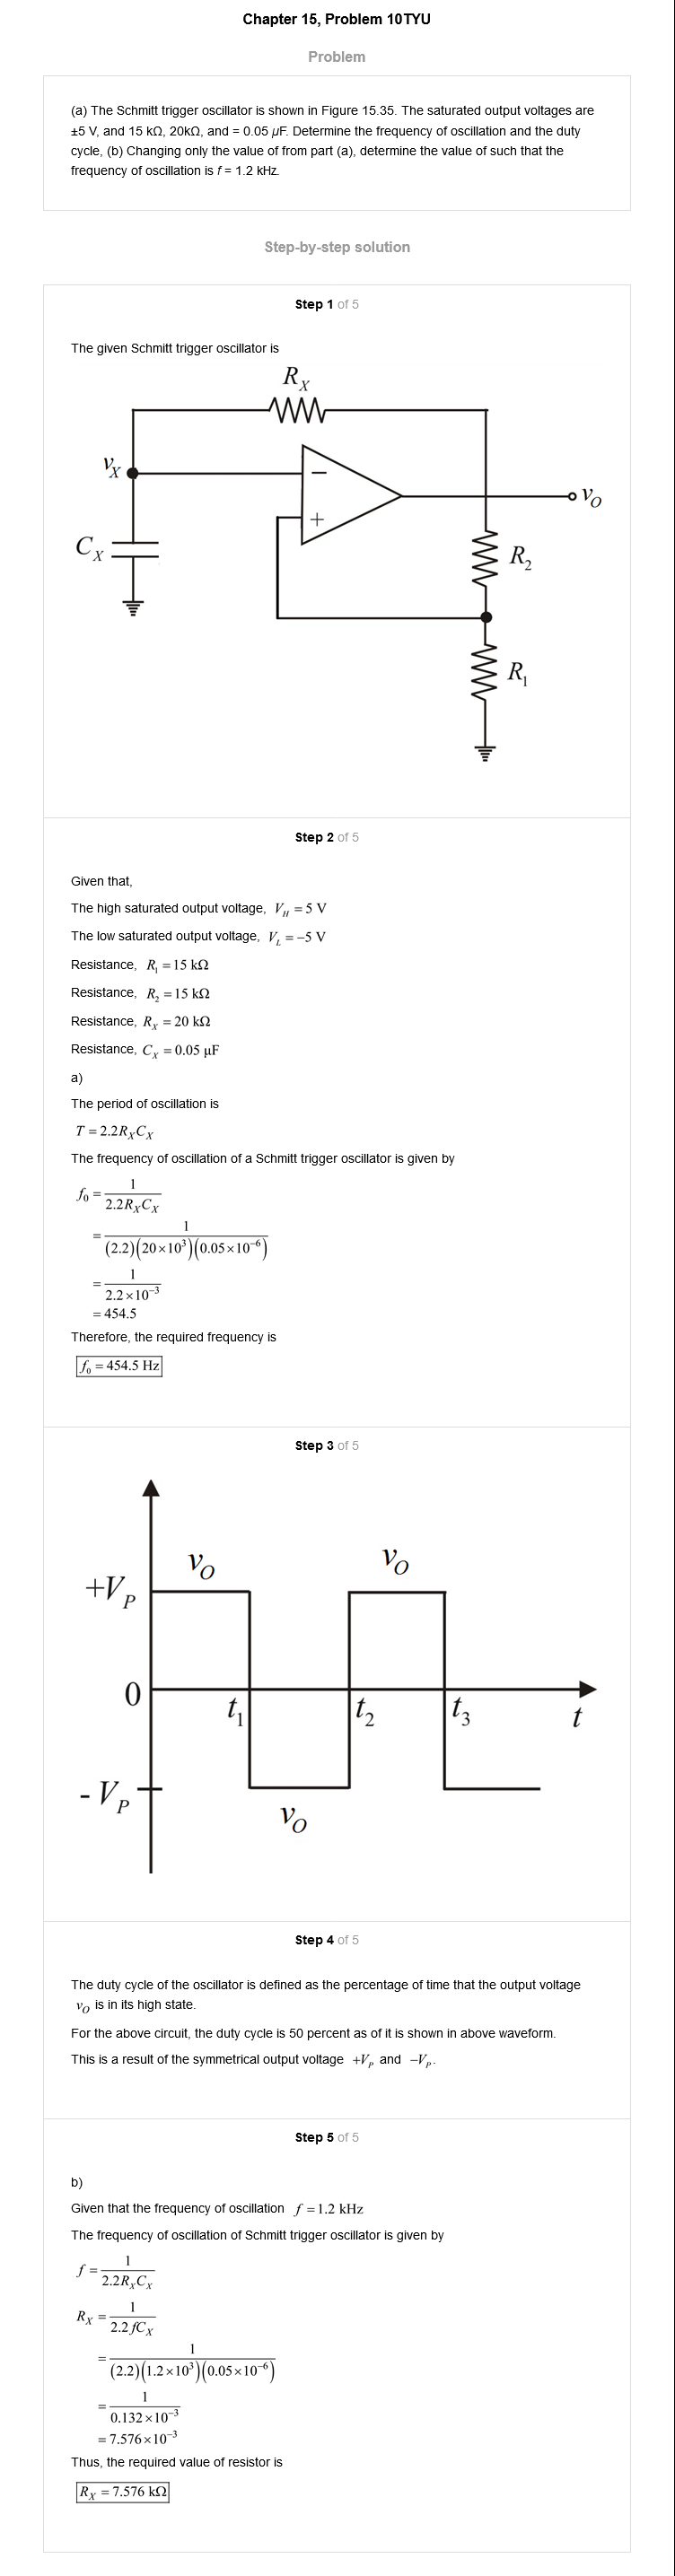 Chapter 15, Problem 10TYU
Problem
(a) The Schmitt trigger oscillator is shown in Figure 15.35. The saturated output voltages are
±5 V, and 15 kΩ, 20kΩ, and = 0.05 μF. Determine the frequency of oscillation and the duty
cycle, (b) Changing only the value of from part (a), determine the value of such that the
frequency of oscillation is f = 1.2 kHz.
Step-by-step solution
Step 1 of 5
The given Schmitt trigger oscillator is
R_X
v_X
−
+
v_O
C_X
R_2
R_1
Step 2 of 5
Given that,
The high saturated output voltage, V_H = 5 V
The low saturated output voltage, V_L = −5 V
Resistance, R_1 = 15 kΩ
Resistance, R_2 = 15 kΩ
Resistance, R_X = 20 kΩ
Resistance, C_X = 0.05 μF
a)
The period of oscillation is
T = 2.2R_XC_X
The frequency of oscillation of a Schmitt trigger oscillator is given by
f_0 = 1 / 2.2R_XC_X
= 1 / (2.2)(20×10^3)(0.05×10^−6)
= 1 / 2.2×10^−3
= 454.5
Therefore, the required frequency is
f_0 = 454.5 Hz
Step 3 of 5
v_O
v_O
+V_P
0
t_1
t_2
t_3
t
- V_P
v_O
Step 4 of 5
The duty cycle of the oscillator is defined as the percentage of time that the output voltage
v_O is in its high state.
For the above circuit, the duty cycle is 50 percent as of it is shown in above waveform.
This is a result of the symmetrical output voltage +V_P and −V_P.
Step 5 of 5
b)
Given that the frequency of oscillation f = 1.2 kHz
The frequency of oscillation of Schmitt trigger oscillator is given by
f = 1 / 2.2R_XC_X
R_X = 1 / 2.2fC_X
= 1 / (2.2)(1.2×10^3)(0.05×10^−6)
= 1 / 0.132×10^−3
= 7.576×10^−3
Thus, the required value of resistor is
R_X = 7.576 kΩ